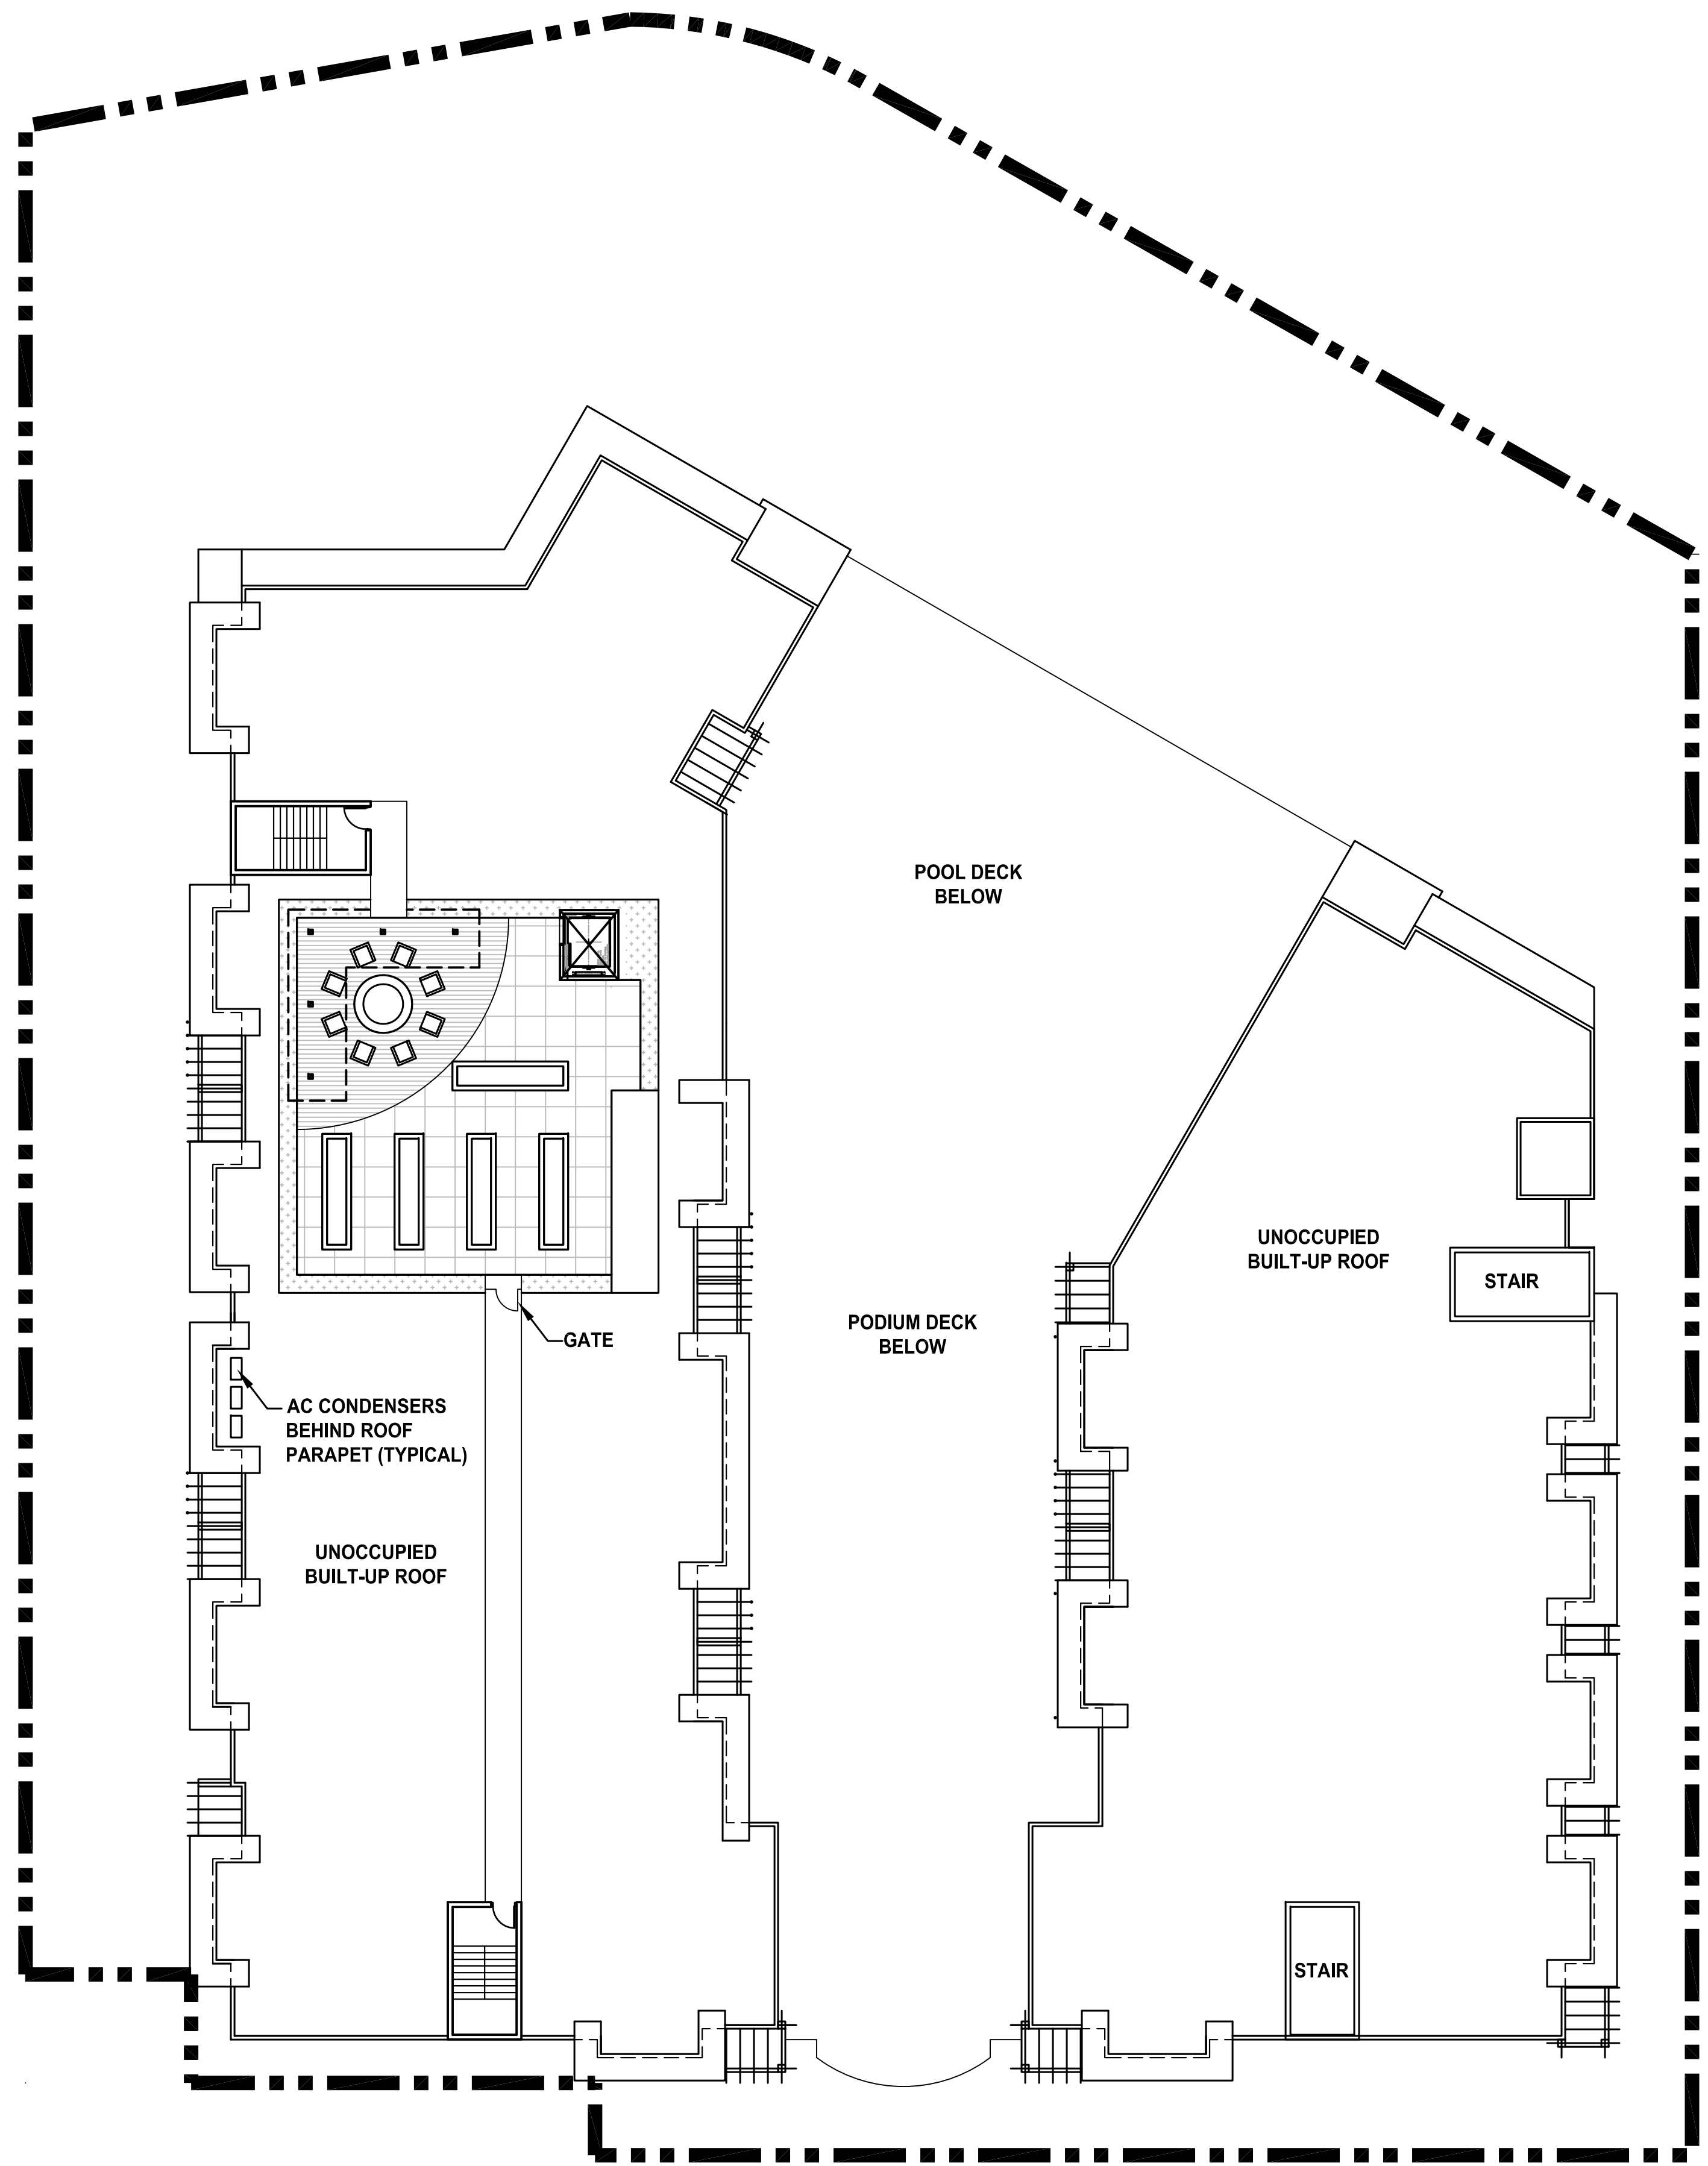 POOL DECK
BELOW
UNOCCUPIED
BUILT-UP ROOF
STAIR
PODIUM DECK
BELOW
GATE
AC CONDENSERS
BEHIND ROOF
PARAPET (TYPICAL)
UNOCCUPIED
BUILT-UP ROOF
STAIR